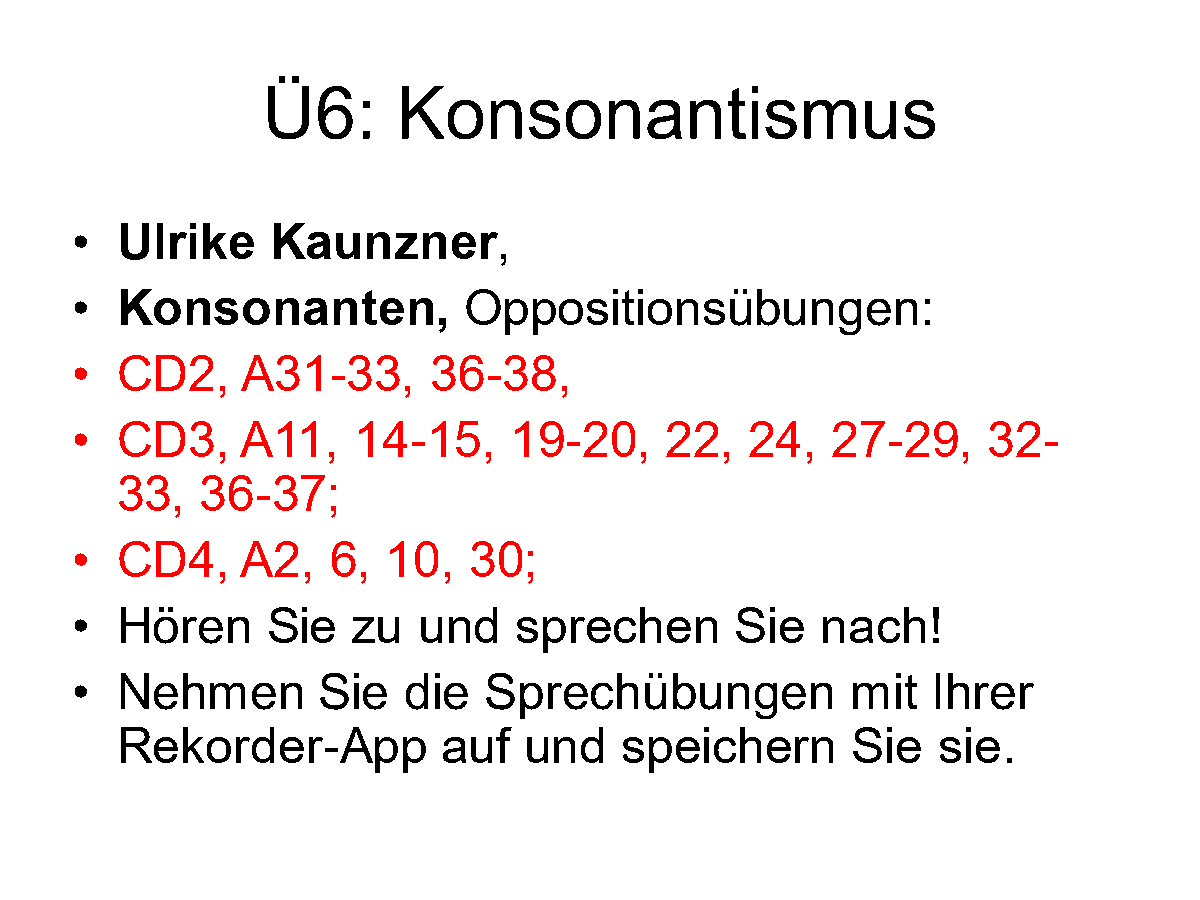 Ü6: Konsonantismus
• Ulrike Kaunzner,
• Konsonanten, Oppositionsübungen:
• CD2, A31-33, 36-38,
• CD3, A11, 14-15, 19-20, 22, 24, 27-29, 32-
33, 36-37;
• CD4, A2, 6, 10, 30;
• Hören Sie zu und sprechen Sie nach!
• Nehmen Sie die Sprechübungen mit Ihrer
Rekorder-App auf und speichern Sie sie.